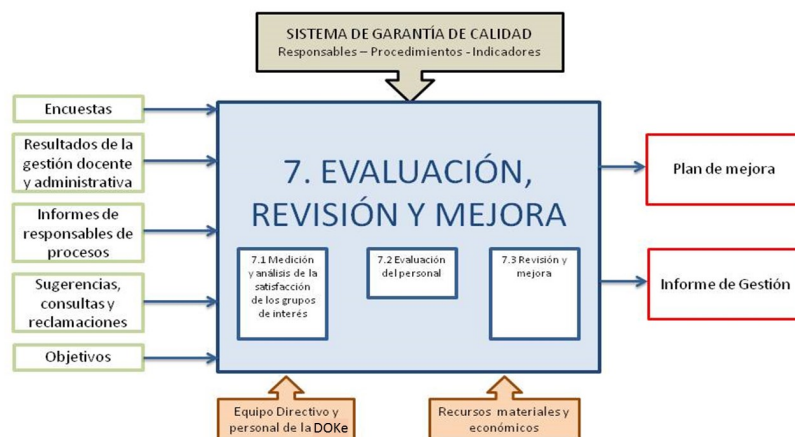 SISTEMA DE GARANTÍA DE CALIDAD
Responsables – Procedimientos - Indicadores
Encuestas
Resultados de la
gestión docente
y administrativa
Informes de
responsables de
procesos
Sugerencias,
consultas y
reclamaciones
Objetivos
7. EVALUACIÓN,
REVISIÓN Y MEJORA
7.1 Medición
y análisis de la
satisfacción
de los grupos
de interés
7.2 Evaluación
del personal
7.3 Revisión y
mejora
Plan de mejora
Informe de Gestión
Equipo Directivo y
personal de la DOKe
Recursos materiales y
económicos